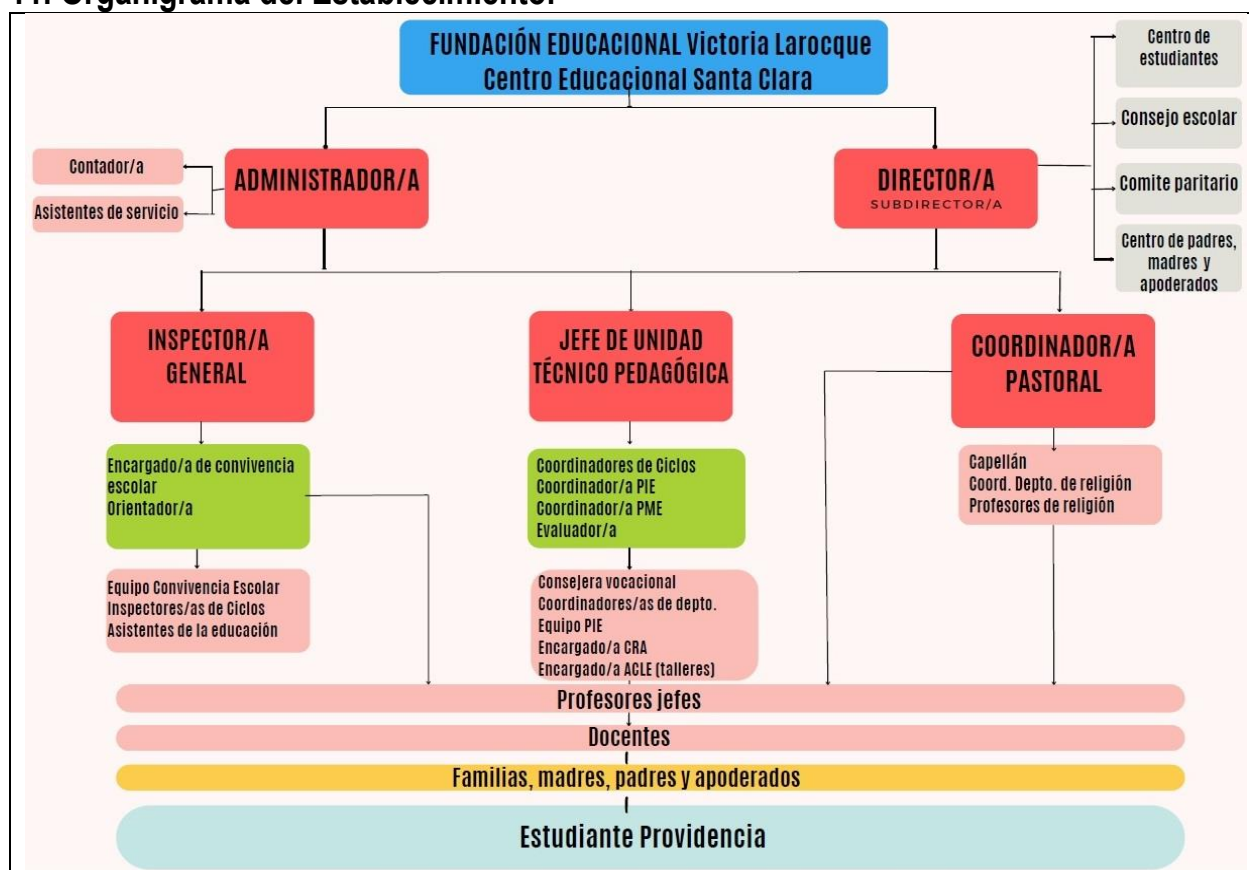 Organigrama del Establecimiento.
FUNDACIÓN EDUCACIONAL Victoria Larocque
Centro Educacional Santa Clara
Centro de
estudiantes
Consejo escolar
Comite paritario
Centro de padres,
madres y
apoderados
Contador/a
Asistentes de servicio
ADMINISTRADOR/A
DIRECTOR/A
SUBDIRECTOR/A
INSPECTOR/A
GENERAL
JEFE DE UNIDAD
TÉCNICO PEDAGÓGICA
COORDINADOR/A
PASTORAL
Encargado/a de convivencia
escolar
Orientador/a
Coordinadores de Ciclos
Coordinador/a PIE
Coordinador/a PME
Evaluador/a
Capellán
Coord. Depto. de religión
Profesores de religión
Equipo Convivencia Escolar
Inspectores/as de Ciclos
Asistentes de la educación
Consejera vocacional
Coordinadores/as de depto.
Equipo PIE
Encargado/a CRA
Encargado/a ACLE (talleres)
Profesores jefes
Docentes
Familias, madres, padres y apoderados
Estudiante Providencia